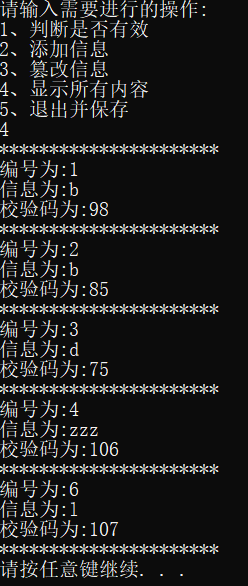 请输入需要进行的操作:
1、判断是否有效
2、添加信息
3、篡改信息
4、显示所有内容
5、退出并保存
4
**********************
编号为:1
信息为:b
校验码为:98
**********************
编号为:2
信息为:b
校验码为:85
**********************
编号为:3
信息为:d
校验码为:75
**********************
编号为:4
信息为:zzz
校验码为:106
**********************
编号为:6
信息为:l
校验码为:107
**********************
请按任意键继续. . .